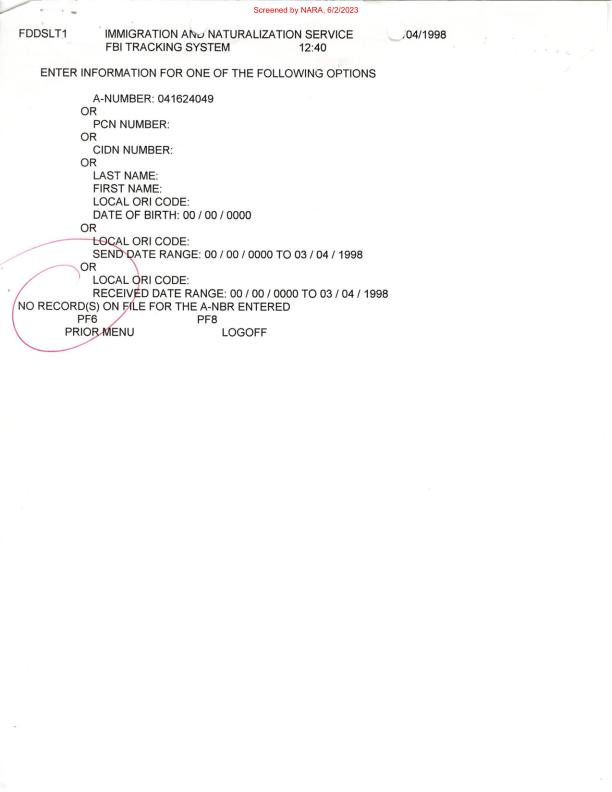 Screened by NARA, 6/2/2023
FDDSLT1 IMMIGRATION AND NATURALIZATION SERVICE /04/1998
FBI TRACKING SYSTEM 12:40
ENTER INFORMATION FOR ONE OF THE FOLLOWING OPTIONS
A-NUMBER: 041624049
OR
PCN NUMBER:
OR
CIDN NUMBER:
OR
LAST NAME:
FIRST NAME:
LOCAL ORI CODE:
DATE OF BIRTH: 00 / 00 / 0000
OR
LOCAL ORI CODE:
SEND DATE RANGE: 00 / 00 / 0000 TO 03 / 04 / 1998
OR
LOCAL ORI CODE:
RECEIVED DATE RANGE: 00 / 00 / 0000 TO 03 / 04 / 1998
NO RECORD(S) ON FILE FOR THE A-NBR ENTERED
PF6 PF8
PRIOR MENU LOGOFF